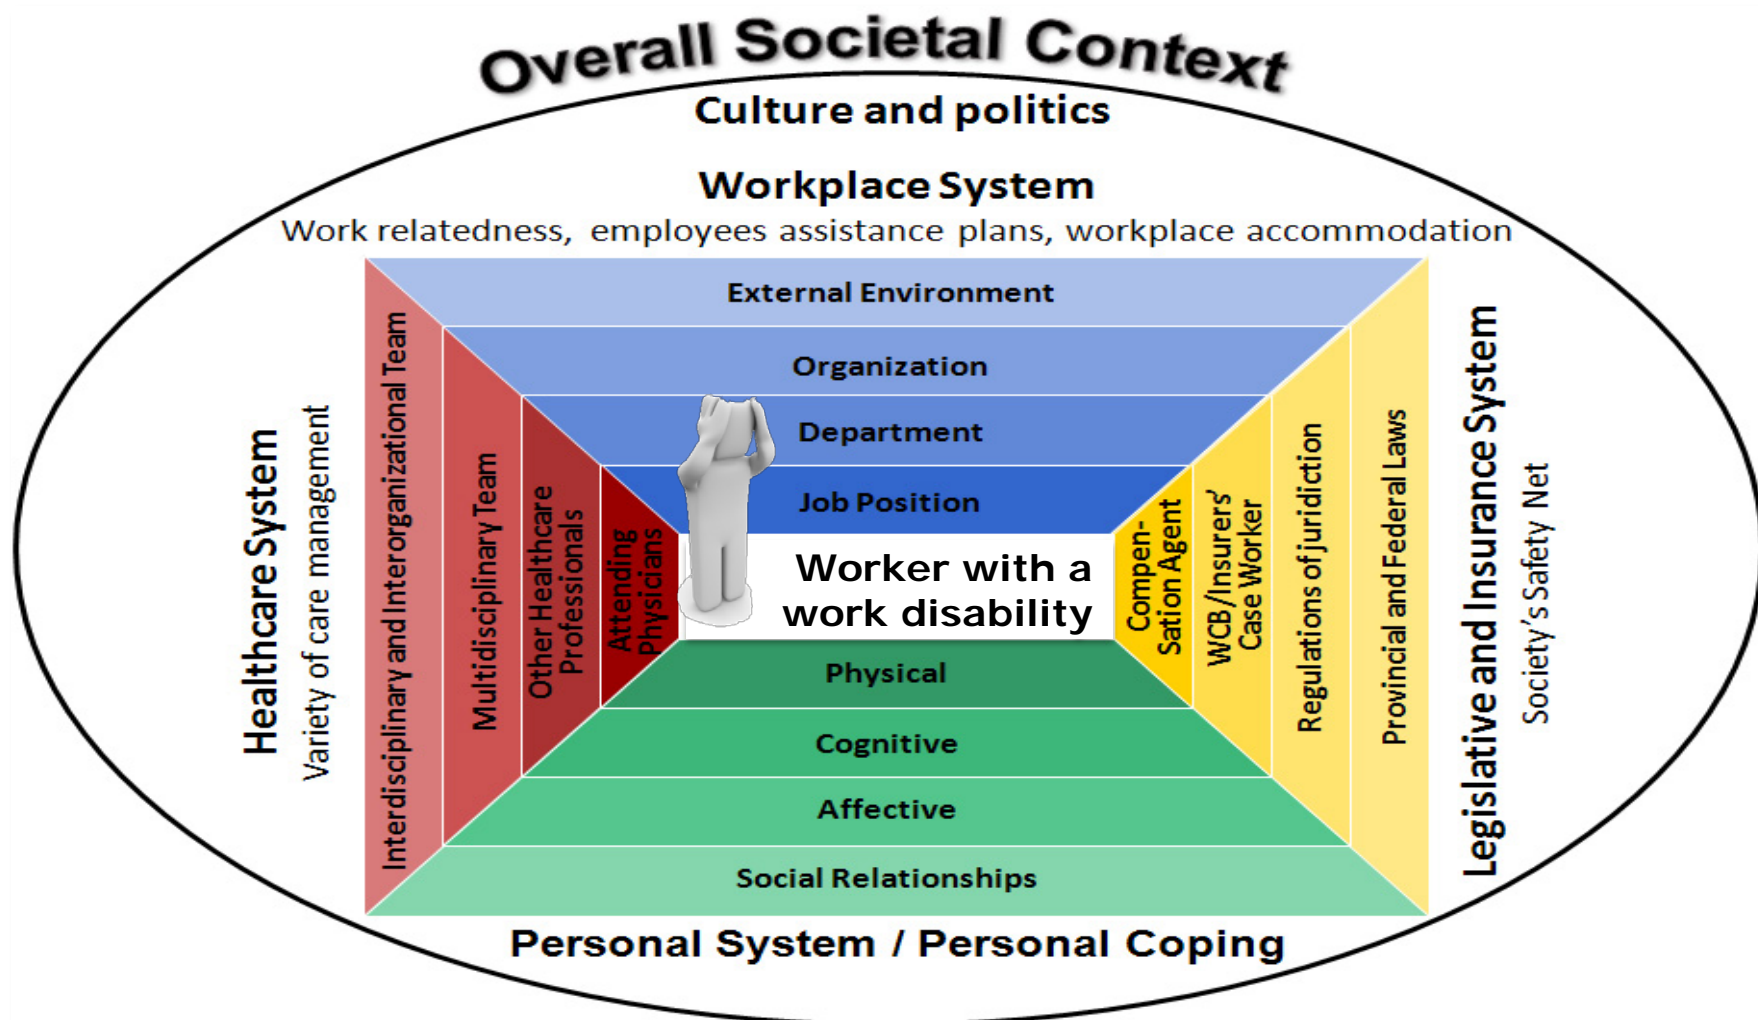 Overall Societal Context
Culture and politics
Workplace System
Work relatedness, employees assistance plans, workplace accommodation
External Environment
Organization
Department
Job Position
Healthcare System
Variety of care management
Interdisciplinary and Interorganizational Team
Multidisciplinary Team
Other Healthcare
Professionals
Attending
Physicians
Worker with a
work disability
Compen-
Sation Agent
WCB/Insurers’
Case Worker
Regulations of juridiction
Provincial and Federal Laws
Legislative and Insurance System
Society’s Safety Net
Physical
Cognitive
Affective
Social Relationships
Personal System / Personal Coping